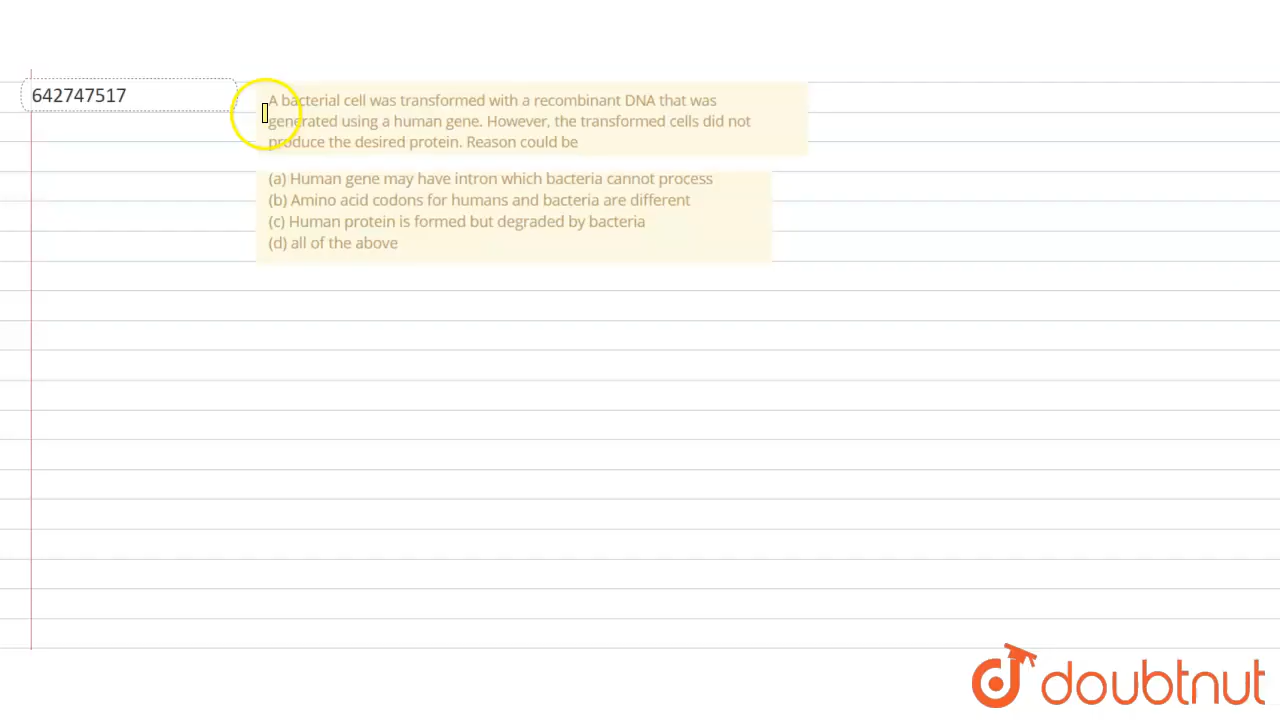 642747517
A bacterial cell was transformed with a recombinant DNA that was
generated using a human gene. However, the transformed cells did not
produce the desired protein. Reason could be
(a) Human gene may have intron which bacteria cannot process
(b) Amino acid codons for humans and bacteria are different
(c) Human protein is formed but degraded by bacteria
(d) all of the above
doubtnut